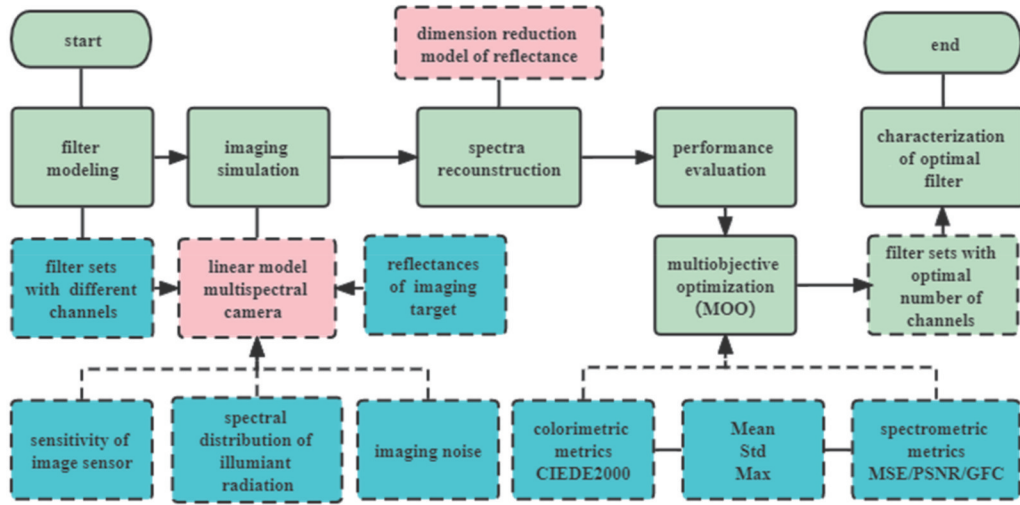 start
dimension reduction
model of reflectance
end
filter
modeling
imaging
simulation
spectra
recounstruction
performance
evaluation
characterization
of optimal
filter
filter sets
with different
channels
linear model
multispectral
camera
reflectances
of imaging
target
multiobjective
optimization
(MOO)
filter sets with
optimal
number of
channels
sensitivity of
image sensor
spectral
distribution of
illumiant
radiation
imaging noise
colorimetric
metrics
CIEDE2000
Mean
Std
Max
spectrometric
metrics
MSE/PSNR/GFC